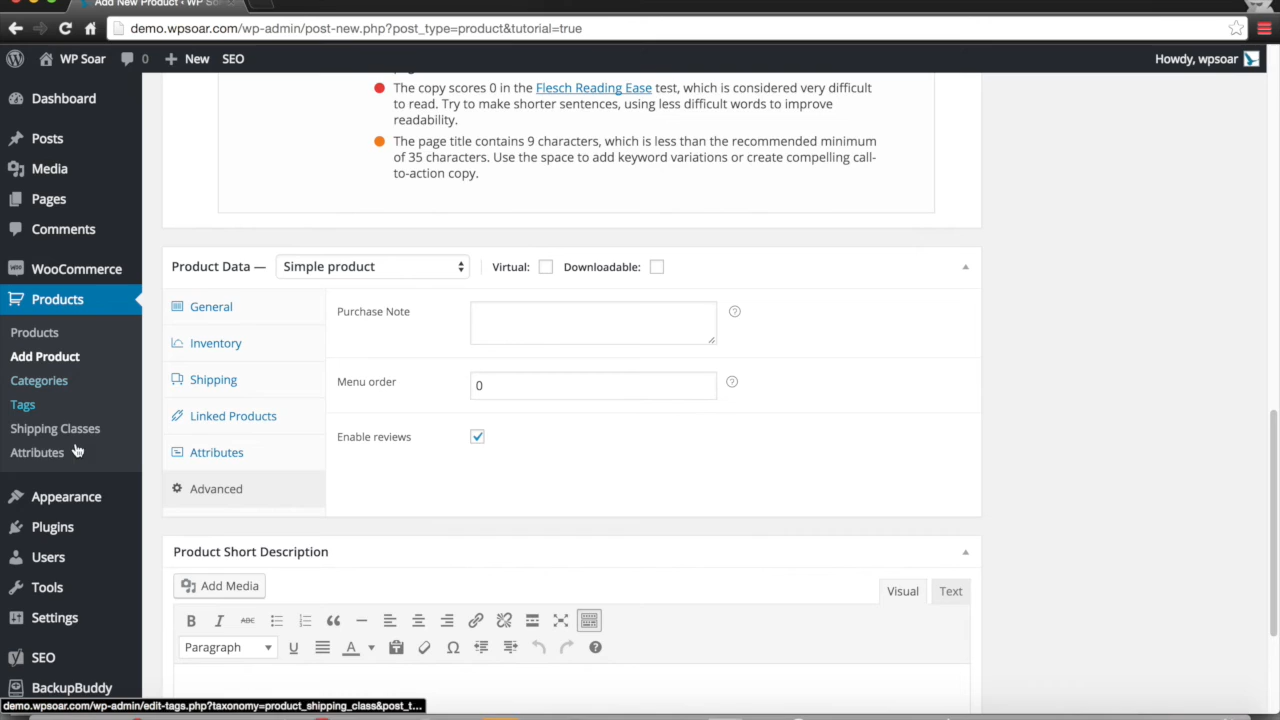 Add New Product ‹ WP Soar
demo.wpsoar.com/wp-admin/post-new.php?post_type=product&tutorial=true
WP Soar 0 New SEO Howdy, wpsoar
Dashboard
Posts
Media
Pages
Comments
WooCommerce
Products
Products
Add Product
Categories
Tags
Shipping Classes
Attributes
Appearance
Plugins
Users
Tools
Settings
SEO
BackupBuddy
The copy scores 0 in the Flesch Reading Ease test, which is considered very difficult
to read. Try to make shorter sentences, using less difficult words to improve
readability.
The page title contains 9 characters, which is less than the recommended minimum
of 35 characters. Use the space to add keyword variations or create compelling call-
to-action copy.
Product Data — Simple product Virtual: Downloadable:
General
Inventory
Shipping
Linked Products
Attributes
Advanced
Purchase Note
Menu order 0
Enable reviews
Product Short Description
Add Media
Visual Text
B I ABC
Paragraph U A Ω
demo.wpsoar.com/wp-admin/edit-tags.php?taxonomy=product_shipping_class&post_t...